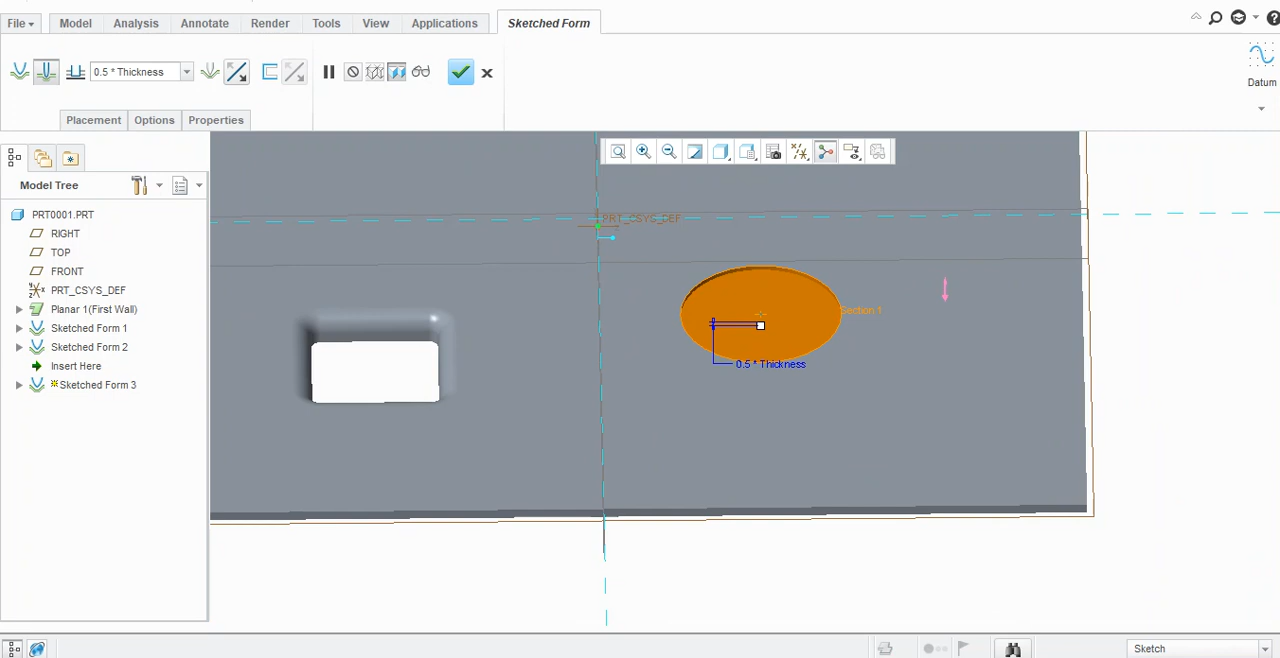 File
Model
Analysis
Annotate
Render
Tools
View
Applications
Sketched Form
0.5 * Thickness
Datum
Placement
Options
Properties
Model Tree
PRT0001.PRT
RIGHT
TOP
FRONT
PRT_CSYS_DEF
Planar 1(First Wall)
Sketched Form 1
Sketched Form 2
Insert Here
Sketched Form 3
PRT_CSYS_DEF
Section 1
0.5 * Thickness
Sketch